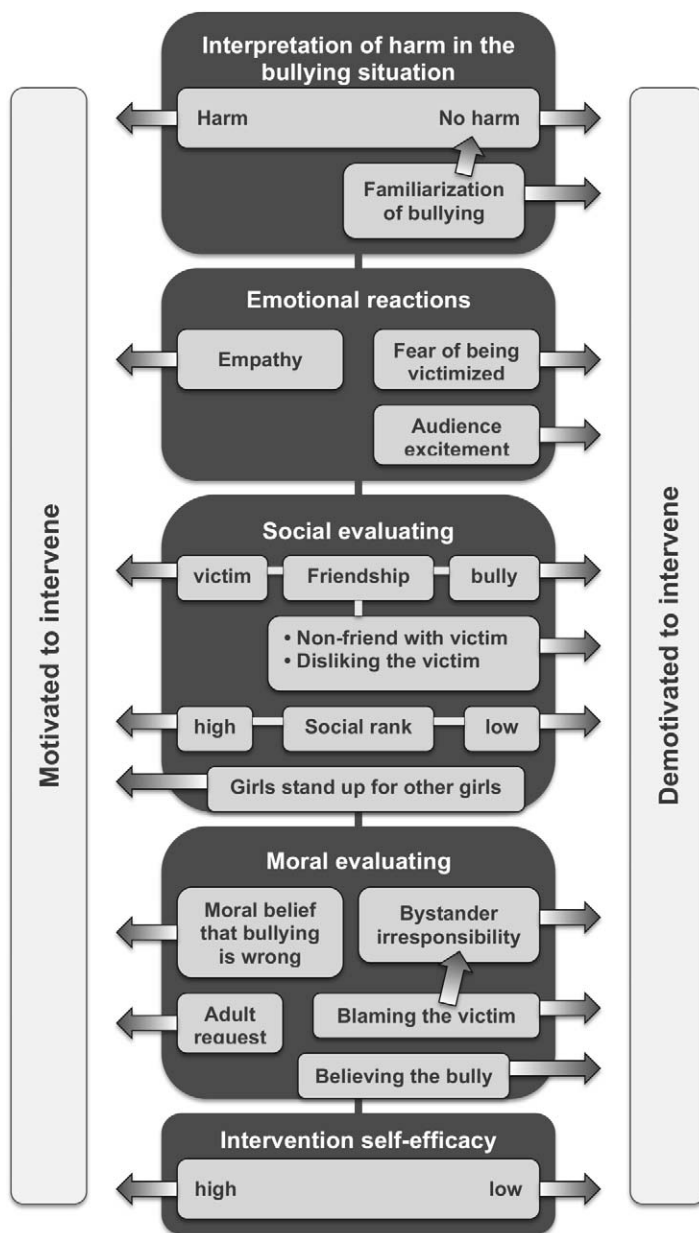 Interpretation of harm in the
bullying situation
Harm
No harm
Familiarization
of bullying
Emotional reactions
Empathy
Fear of being
victimized
Audience
excitement
Social evaluating
victim
Friendship
bully
• Non-friend with victim
• Disliking the victim
high
Social rank
low
Girls stand up for other girls
Moral evaluating
Moral belief
that bullying
is wrong
Bystander
irresponsibility
Adult
request
Blaming the victim
Believing the bully
Intervention self-efficacy
high
low
Motivated to intervene
Demotivated to intervene